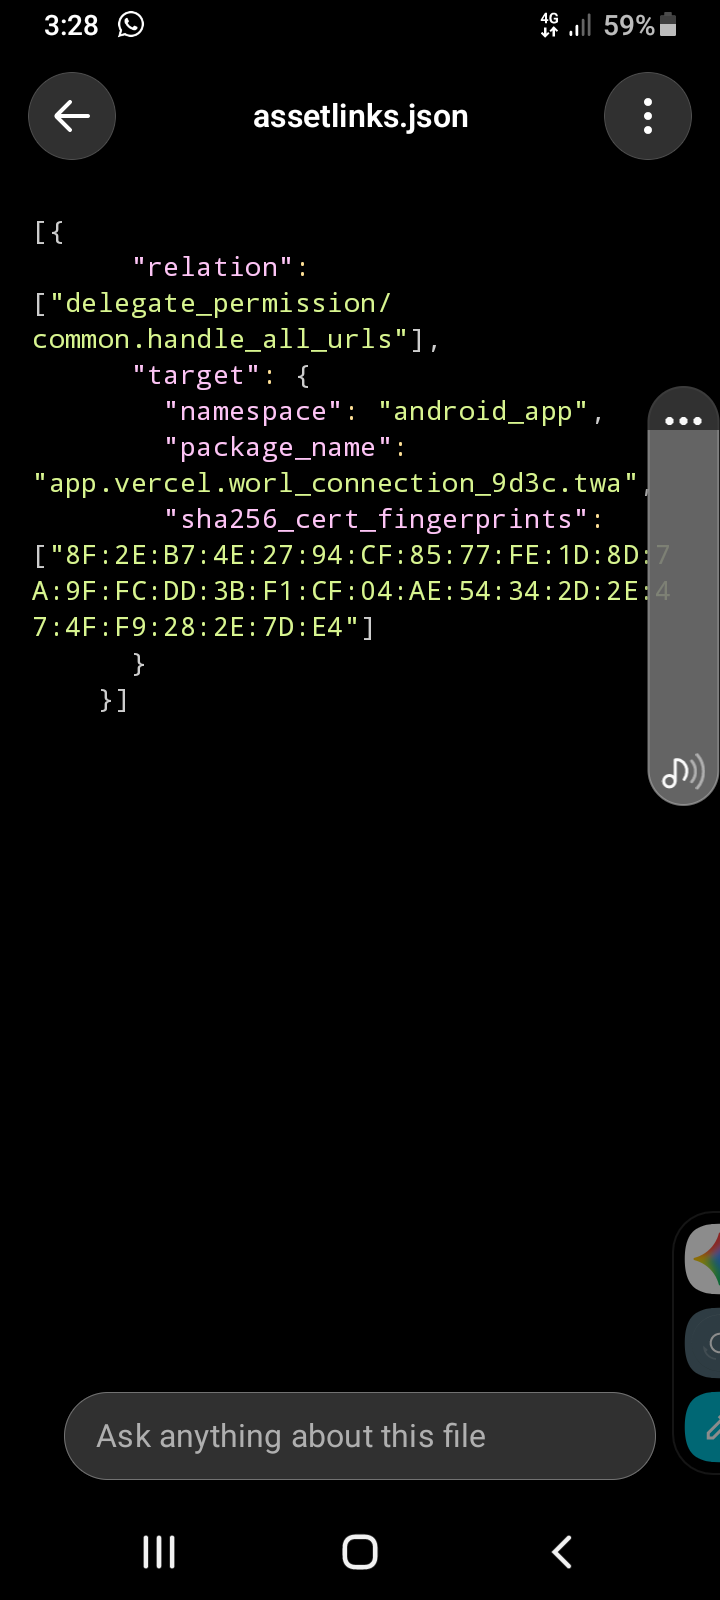 3:28
4G
59%
assetlinks.json
[{
"relation":
["delegate_permission/
common.handle_all_urls"],
"target": {
"namespace": "android_app",
"package_name":
"app.vercel.worl_connection_9d3c.twa",
"sha256_cert_fingerprints":
["8F:2E:B7:4E:27:94:CF:85:77:FE:1D:8D:7
A:9F:FC:DD:3B:F1:CF:04:AE:54:34:2D:2E:4
7:4F:F9:28:2E:7D:E4"]
}
}]
Ask anything about this file